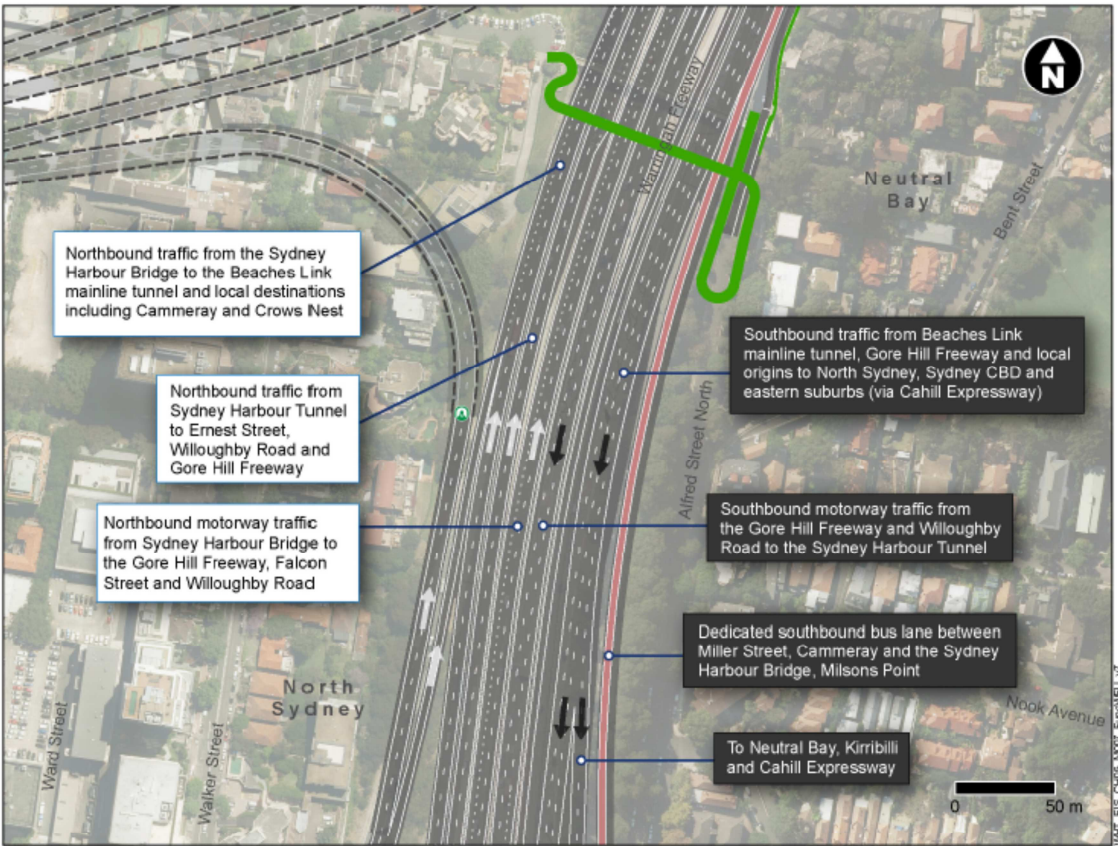 N
Warringah Freeway
Neutral
Bay
Bent Street
Northbound traffic from the Sydney
Harbour Bridge to the Beaches Link
mainline tunnel and local destinations
including Cammeray and Crows Nest
Southbound traffic from Beaches Link
mainline tunnel, Gore Hill Freeway and local
origins to North Sydney, Sydney CBD and
eastern suburbs (via Cahill Expressway)
Northbound traffic from
Sydney Harbour Tunnel
to Ernest Street,
Willoughby Road and
Gore Hill Freeway
Alfred Street North
Northbound motorway traffic
from Sydney Harbour Bridge to
the Gore Hill Freeway, Falcon
Street and Willoughby Road
Southbound motorway traffic from
the Gore Hill Freeway and Willoughby
Road to the Sydney Harbour Tunnel
Dedicated southbound bus lane between
Miller Street, Cammeray and the Sydney
Harbour Bridge, Milsons Point
North
Sydney
Ward Street
Walker Street
Nook Avenue
To Neutral Bay, Kirribilli
and Cahill Expressway
0 50 m